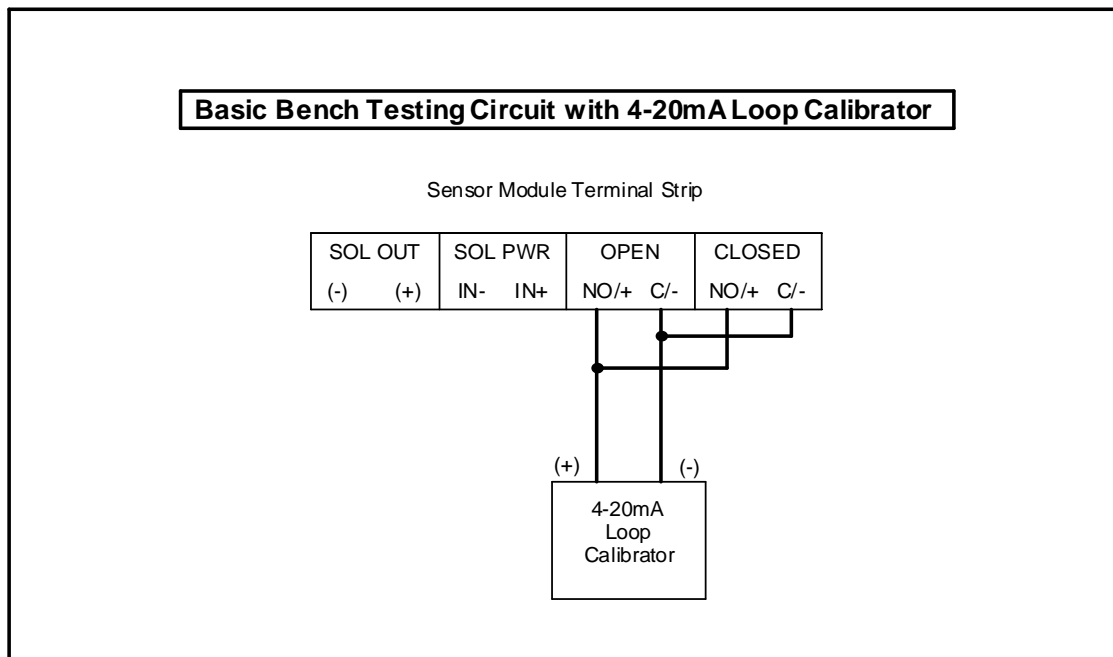 Basic Bench Testing Circuit with 4-20mA Loop Calibrator
Sensor Module Terminal Strip
SOL OUT SOL PWR OPEN CLOSED
(-) (+) IN- IN+ NO/+ C/- NO/+ C/-
(+) (-)
4-20mA
Loop
Calibrator